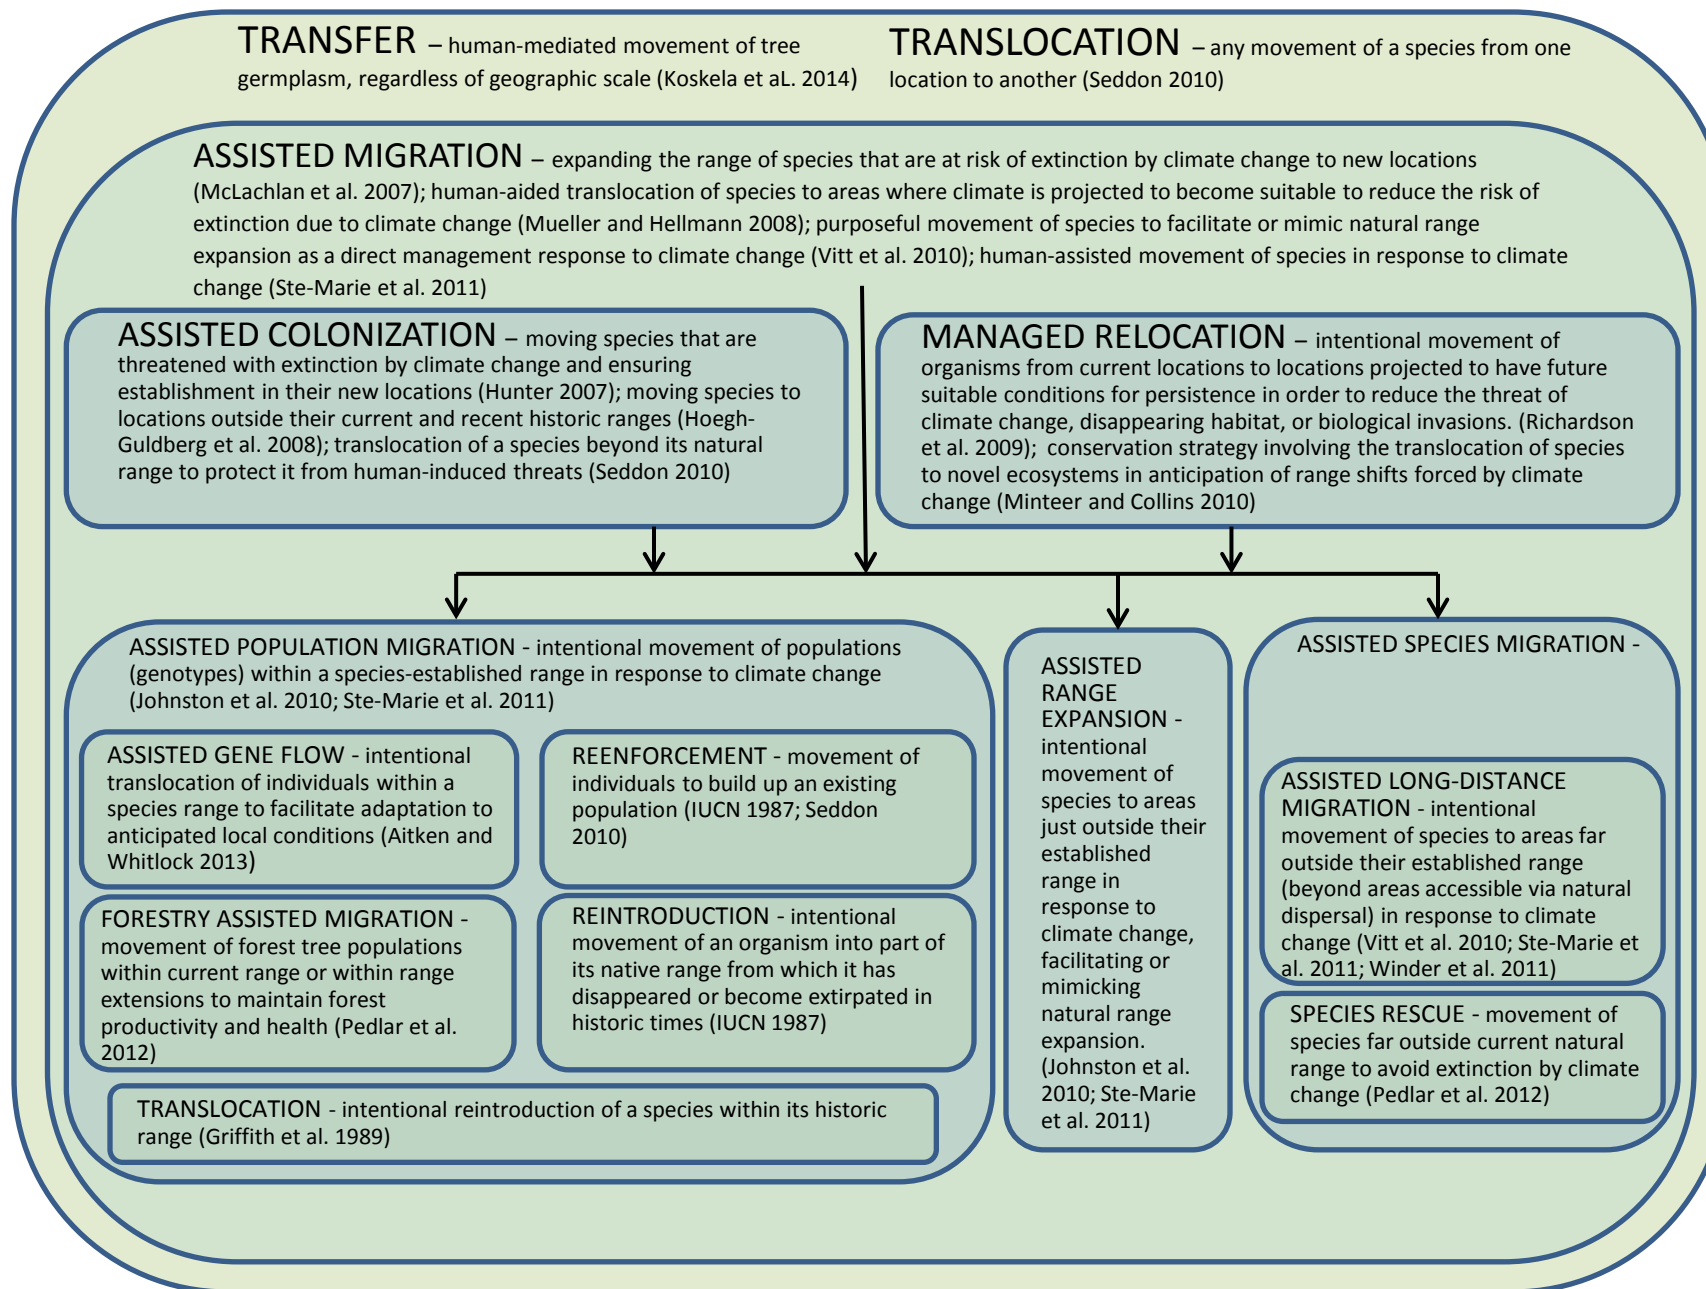 TRANSFER – human-mediated movement of tree
germplasm, regardless of geographic scale (Koskela et aL. 2014)
TRANSLOCATION – any movement of a species from one
location to another (Seddon 2010)
ASSISTED MIGRATION – expanding the range of species that are at risk of extinction by climate change to new locations
(McLachlan et al. 2007); human-aided translocation of species to areas where climate is projected to become suitable to reduce the risk of
extinction due to climate change (Mueller and Hellmann 2008); purposeful movement of species to facilitate or mimic natural range
expansion as a direct management response to climate change (Vitt et al. 2010); human-assisted movement of species in response to climate
change (Ste-Marie et al. 2011)
ASSISTED COLONIZATION – moving species that are
threatened with extinction by climate change and ensuring
establishment in their new locations (Hunter 2007); moving species to
locations outside their current and recent historic ranges (Hoegh-
Guldberg et al. 2008); translocation of a species beyond its natural
range to protect it from human-induced threats (Seddon 2010)
MANAGED RELOCATION – intentional movement of
organisms from current locations to locations projected to have future
suitable conditions for persistence in order to reduce the threat of
climate change, disappearing habitat, or biological invasions. (Richardson
et al. 2009);  conservation strategy involving the translocation of species
to novel ecosystems in anticipation of range shifts forced by climate
change (Minteer and Collins 2010)
ASSISTED POPULATION MIGRATION - intentional movement of populations
(genotypes) within a species-established range in response to climate change
(Johnston et al. 2010; Ste-Marie et al. 2011)
ASSISTED GENE FLOW - intentional
translocation of individuals within a
species range to facilitate adaptation to
anticipated local conditions (Aitken and
Whitlock 2013)
REENFORCEMENT - movement of
individuals to build up an existing
population (IUCN 1987; Seddon
2010)
FORESTRY ASSISTED MIGRATION -
movement of forest tree populations
within current range or within range
extensions to maintain forest
productivity and health (Pedlar et al.
2012)
REINTRODUCTION - intentional
movement of an organism into part of
its native range from which it has
disappeared or become extirpated in
historic times (IUCN 1987)
TRANSLOCATION - intentional reintroduction of a species within its historic
range (Griffith et al. 1989)
ASSISTED
RANGE
EXPANSION -
intentional
movement of
species to areas
just outside their
established
range in
response to
climate change,
facilitating or
mimicking
natural range
expansion.
(Johnston et al.
2010; Ste-Marie
et al. 2011)
ASSISTED SPECIES MIGRATION -
ASSISTED LONG-DISTANCE
MIGRATION - intentional
movement of species to areas far
outside their established range
(beyond areas accessible via natural
dispersal) in response to climate
change (Vitt et al. 2010; Ste-Marie et
al. 2011; Winder et al. 2011)
SPECIES RESCUE - movement of
species far outside current natural
range to avoid extinction by climate
change (Pedlar et al. 2012)